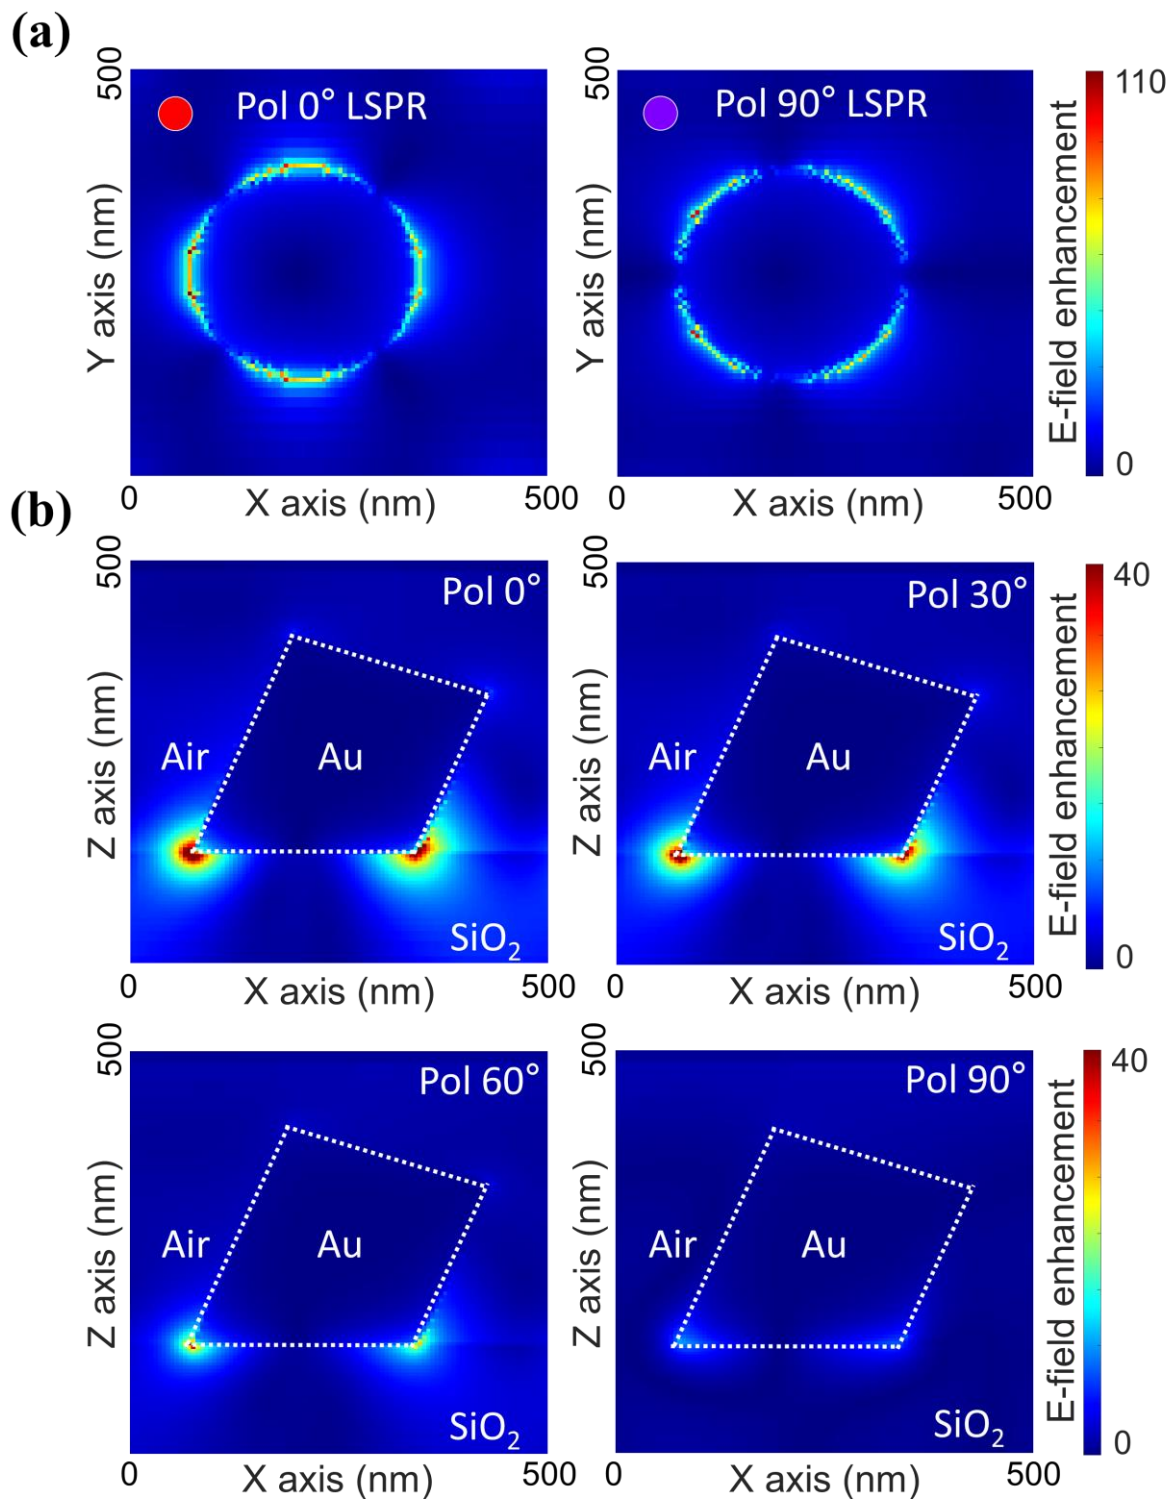 (a)
500
Y axis (nm)
Pol 0° LSPR
0
X axis (nm)
500
500
Y axis (nm)
Pol 90° LSPR
0
X axis (nm)
500
110
E-field enhancement
0
(b)
500
Z axis (nm)
Pol 0°
Air
Au
SiO₂
0
X axis (nm)
500
500
Z axis (nm)
Pol 30°
Air
Au
SiO₂
0
X axis (nm)
500
40
E-field enhancement
0
500
Z axis (nm)
Pol 60°
Air
Au
SiO₂
0
X axis (nm)
500
500
Z axis (nm)
Pol 90°
Air
Au
SiO₂
0
X axis (nm)
500
40
E-field enhancement
0